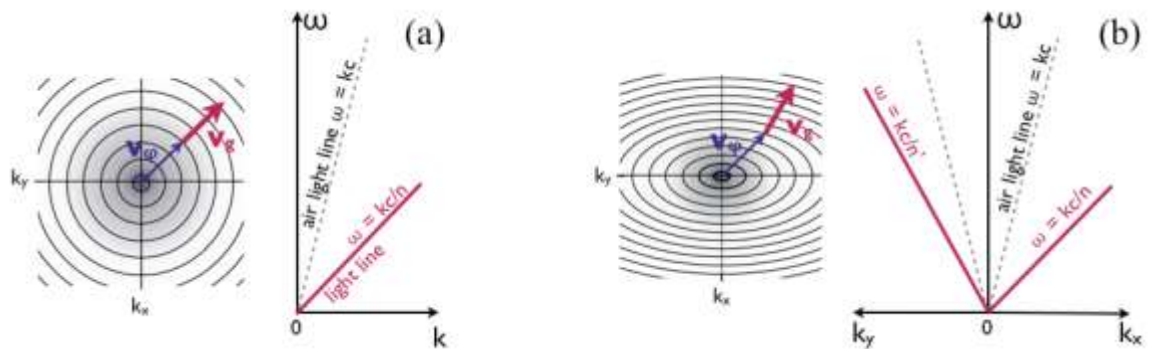 (a)
ω
air light line ω = kc
ω = kc/n
light line
0
k
v_φ
v_g
k_y
k_x
(b)
ω
ω = kc/n'
air light line ω = kc
ω = kc/n
k_y
0
k_x
v_φ
v_g
k_y
k_x